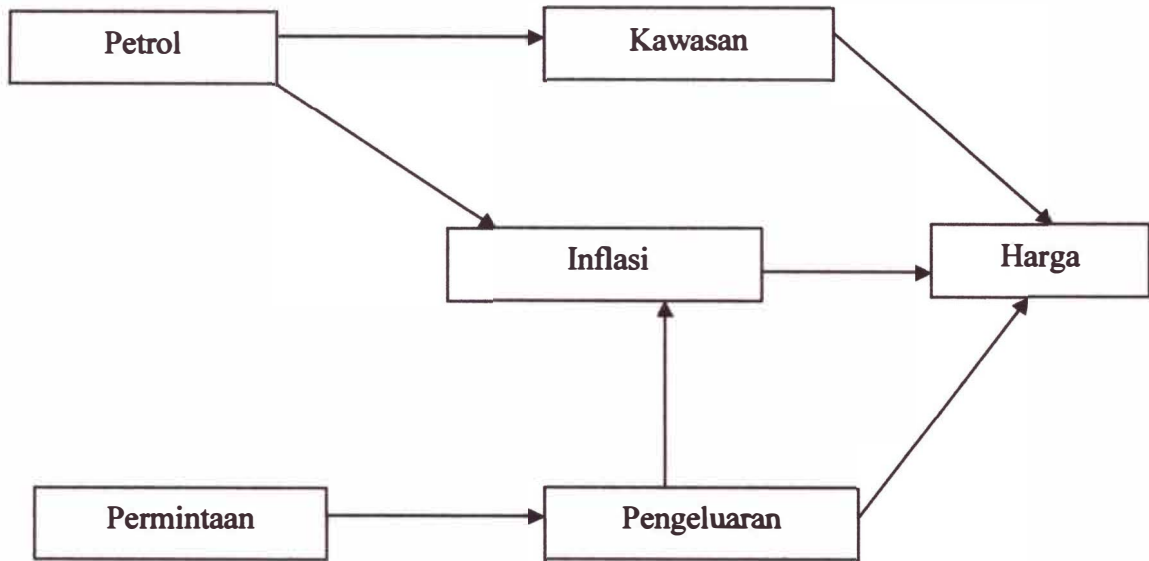 Petrol
Kawasan
Inflasi
Harga
Permintaan
Pengeluaran